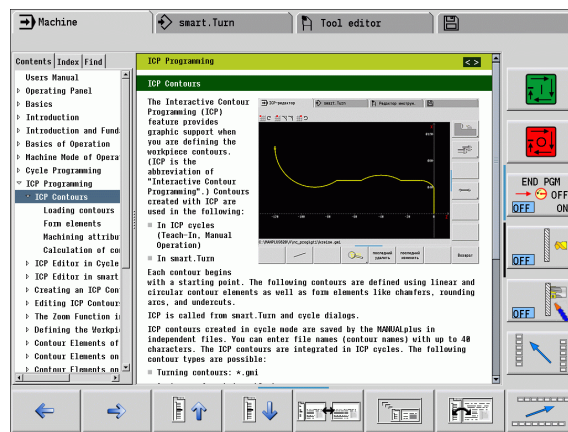 Machine
smart.Turn
Tool editor
Contents Index Find
Users Manual
Operating Panel
Basics
Introduction
Introduction and Fund
Basics of Operation
Machine Mode of Opera
Cycle Programming
ICP Programming
ICP Contours
Loading contours
Form elements
Machining attribu
Calculation of con
ICP Editor in Cycle
ICP Editor in smart
Creating an ICP Con
Editing ICP Contour
The Zoom Function i
Defining the Workpi
Contour Elements of
Contour Elements on
Contour Elements on
ICP Programming
ICP Contours
The Interactive Contour
Programming (ICP)
feature provides
graphic support when
you are defining the
workpiece contours.
(ICP is the
abbreviation of
"Interactive Contour
Programming".) Contours
created with ICP are
used in the following:
In ICP cycles
(Teach-In, Manual
Operation)
In smart.Turn
Each contour begins
with a starting point. The following contours are defined using linear and
circular contour elements as well as form elements like chamfers, rounding
arcs, and undercuts.
ICP is called from smart.Turn and cycle dialogs.
ICP contours created in cycle mode are saved by the MANUALplus in
independent files. You can enter file names (contour names) with up to 40
characters. The ICP contours are integrated in ICP cycles. The following
contour types are possible:
Turning contours: *.gmi
ICP-редактор
smart.Turn
Редактор инструм.
последний
удалить
последний
изменить
Возврат
END PGM
OFF
OFF ON
OFF
OFF